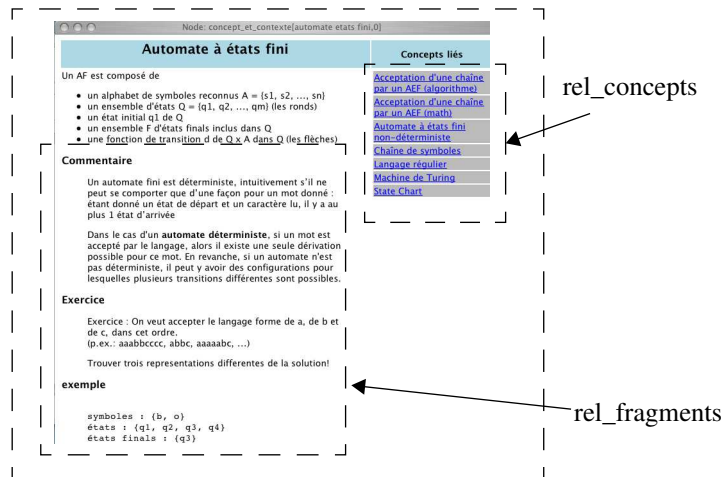 Node: concept_et_contexte[automate etats fini,0]
Automate à états fini
Concepts liés
Un AF est composé de
• un alphabet de symboles reconnus A = {s1, s2, ..., sn}
• un ensemble d'états Q = {q1, q2, ..., qm} (les ronds)
• un état initial q1 de Q
• un ensemble F d'états finals inclus dans Q
• une fonction de transition d de Q x A dans Q (les flèches)
Commentaire
Un automate fini est déterministe, intuitivement s'il ne
peut se comporter que d'une façon pour un mot donné :
étant donné un état de départ et un caractère lu, il y a au
plus 1 état d'arrivée
Dans le cas d'un automate déterministe, si un mot est
accepté par le langage, alors il existe une seule dérivation
possible pour ce mot. En revanche, si un automate n'est
pas déterministe, il peut y avoir des configurations pour
lesquelles plusieurs transitions différentes sont possibles.
Exercice
Exercice : On veut accepter le langage forme de a, de b et
de c, dans cet ordre.
(p.ex.: aaabbcccc, abbc, aaaaabc, ...)
Trouver trois representations differentes de la solution!
exemple
symboles : {b, o}
états : {q1, q2, q3, q4}
états finals : {q3}
Acceptation d'une chaîne
par un AEF (algorithme)
Acceptation d'une chaîne
par un AEF (math)
Automate à états fini
non-déterministe
Chaîne de symboles
Langage régulier
Machine de Turing
State Chart
rel_concepts
rel_fragments